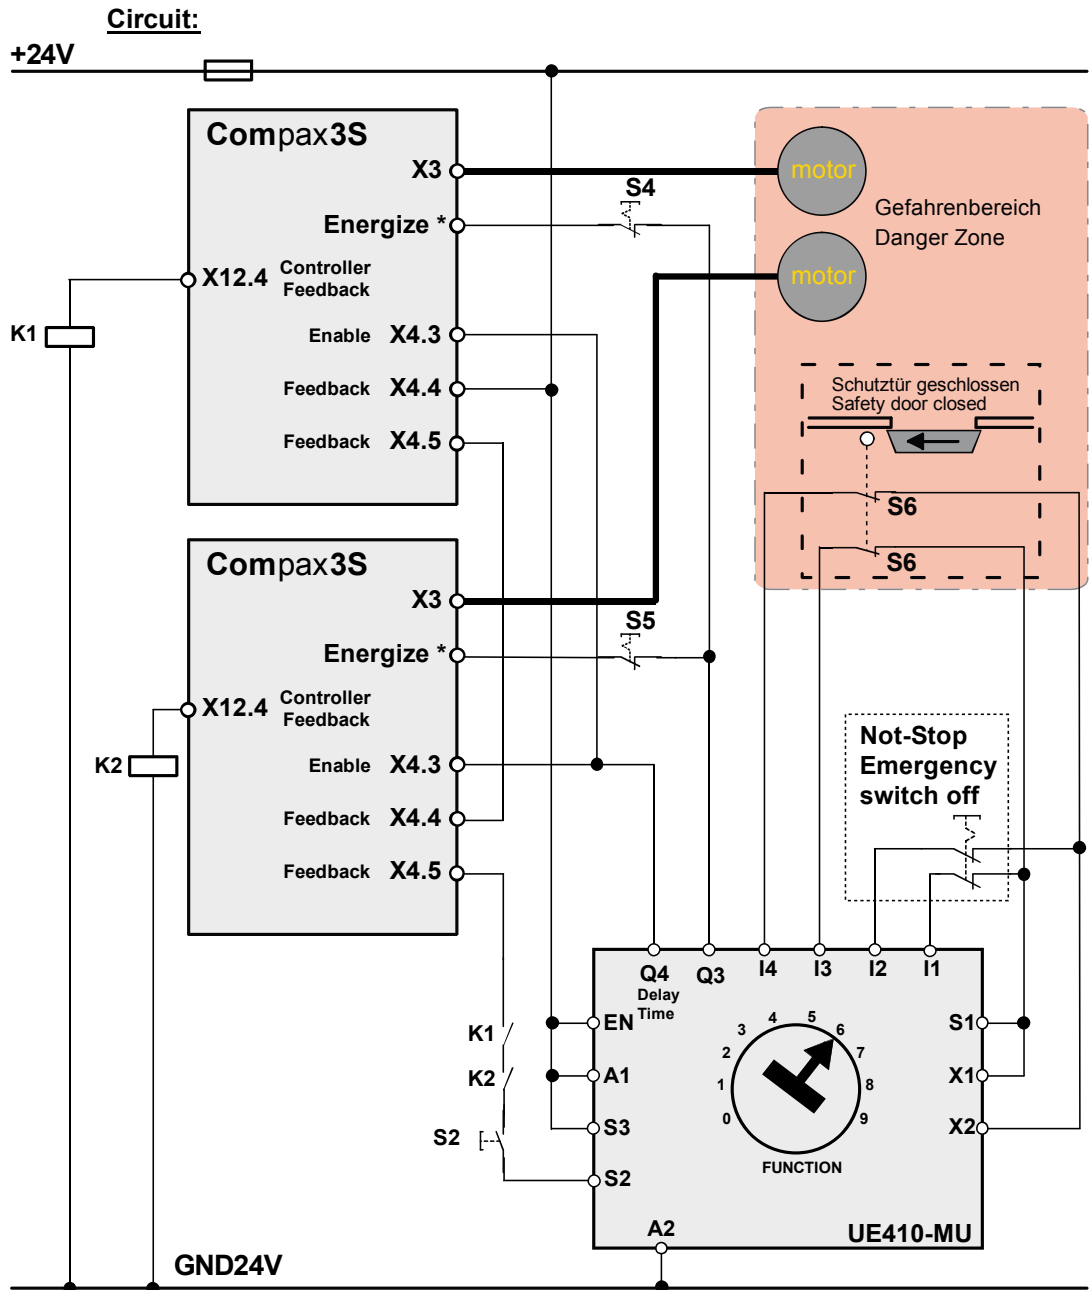 Circuit:
+24V
Compax3S
X3
Energize *
X12.4
Controller
Feedback
Enable X4.3
Feedback X4.4
Feedback X4.5
K1
S4
motor
motor
Gefahrenbereich
Danger Zone
Schutztür geschlossen
Safety door closed
S6
S6
Compax3S
X3
Energize *
X12.4
Controller
Feedback
Enable X4.3
Feedback X4.4
Feedback X4.5
K2
S5
Not-Stop
Emergency
switch off
Q4
Delay
Time
Q3
I4
I3
I2
I1
K1
K2
S2
EN
A1
S3
S2
0
1
2
3
4
5
6
7
8
9
FUNCTION
S1
X1
X2
A2
UE410-MU
GND24V